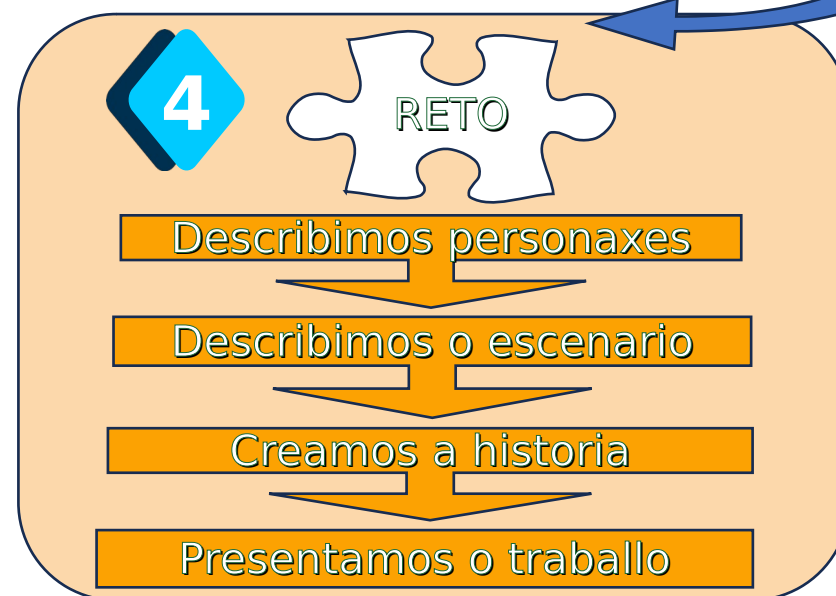 4
RETO
Describimos personaxes
Describimos o escenario
Creamos a historia
Presentamos o traballo